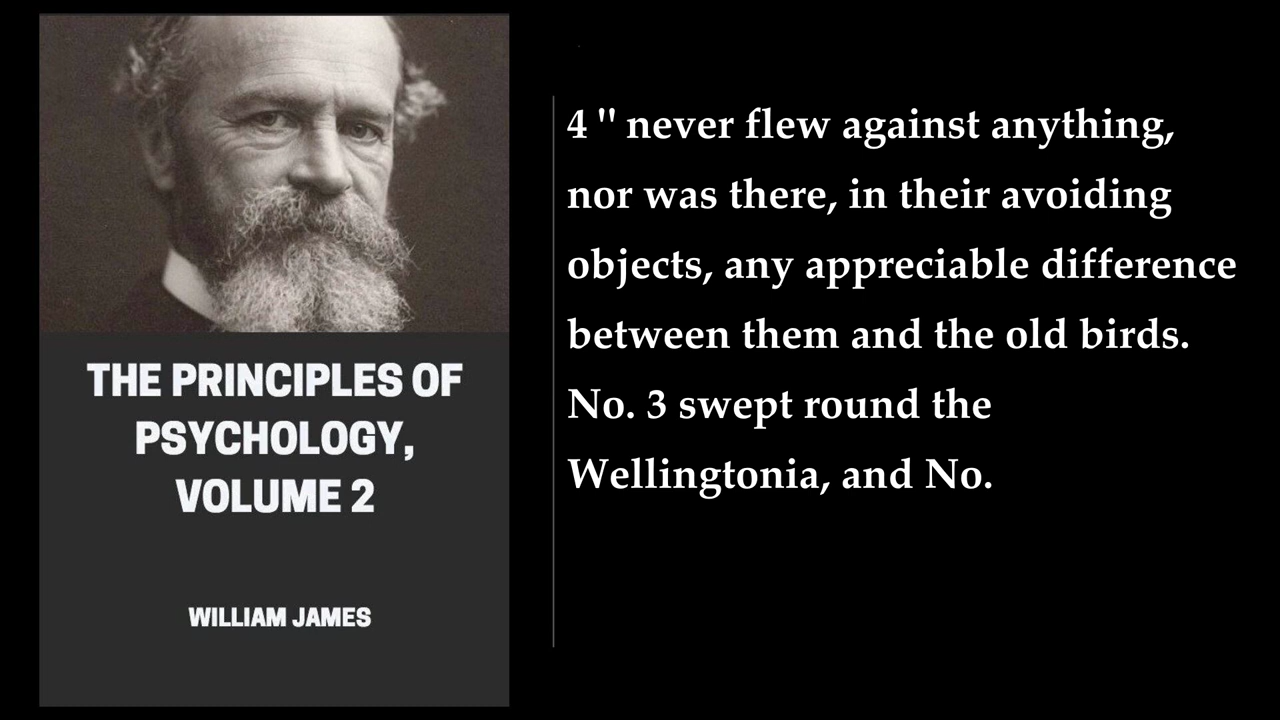 THE PRINCIPLES OF
PSYCHOLOGY,
VOLUME 2
WILLIAM JAMES
4 " never flew against anything,
nor was there, in their avoiding
objects, any appreciable difference
between them and the old birds.
No. 3 swept round the
Wellingtonia, and No.